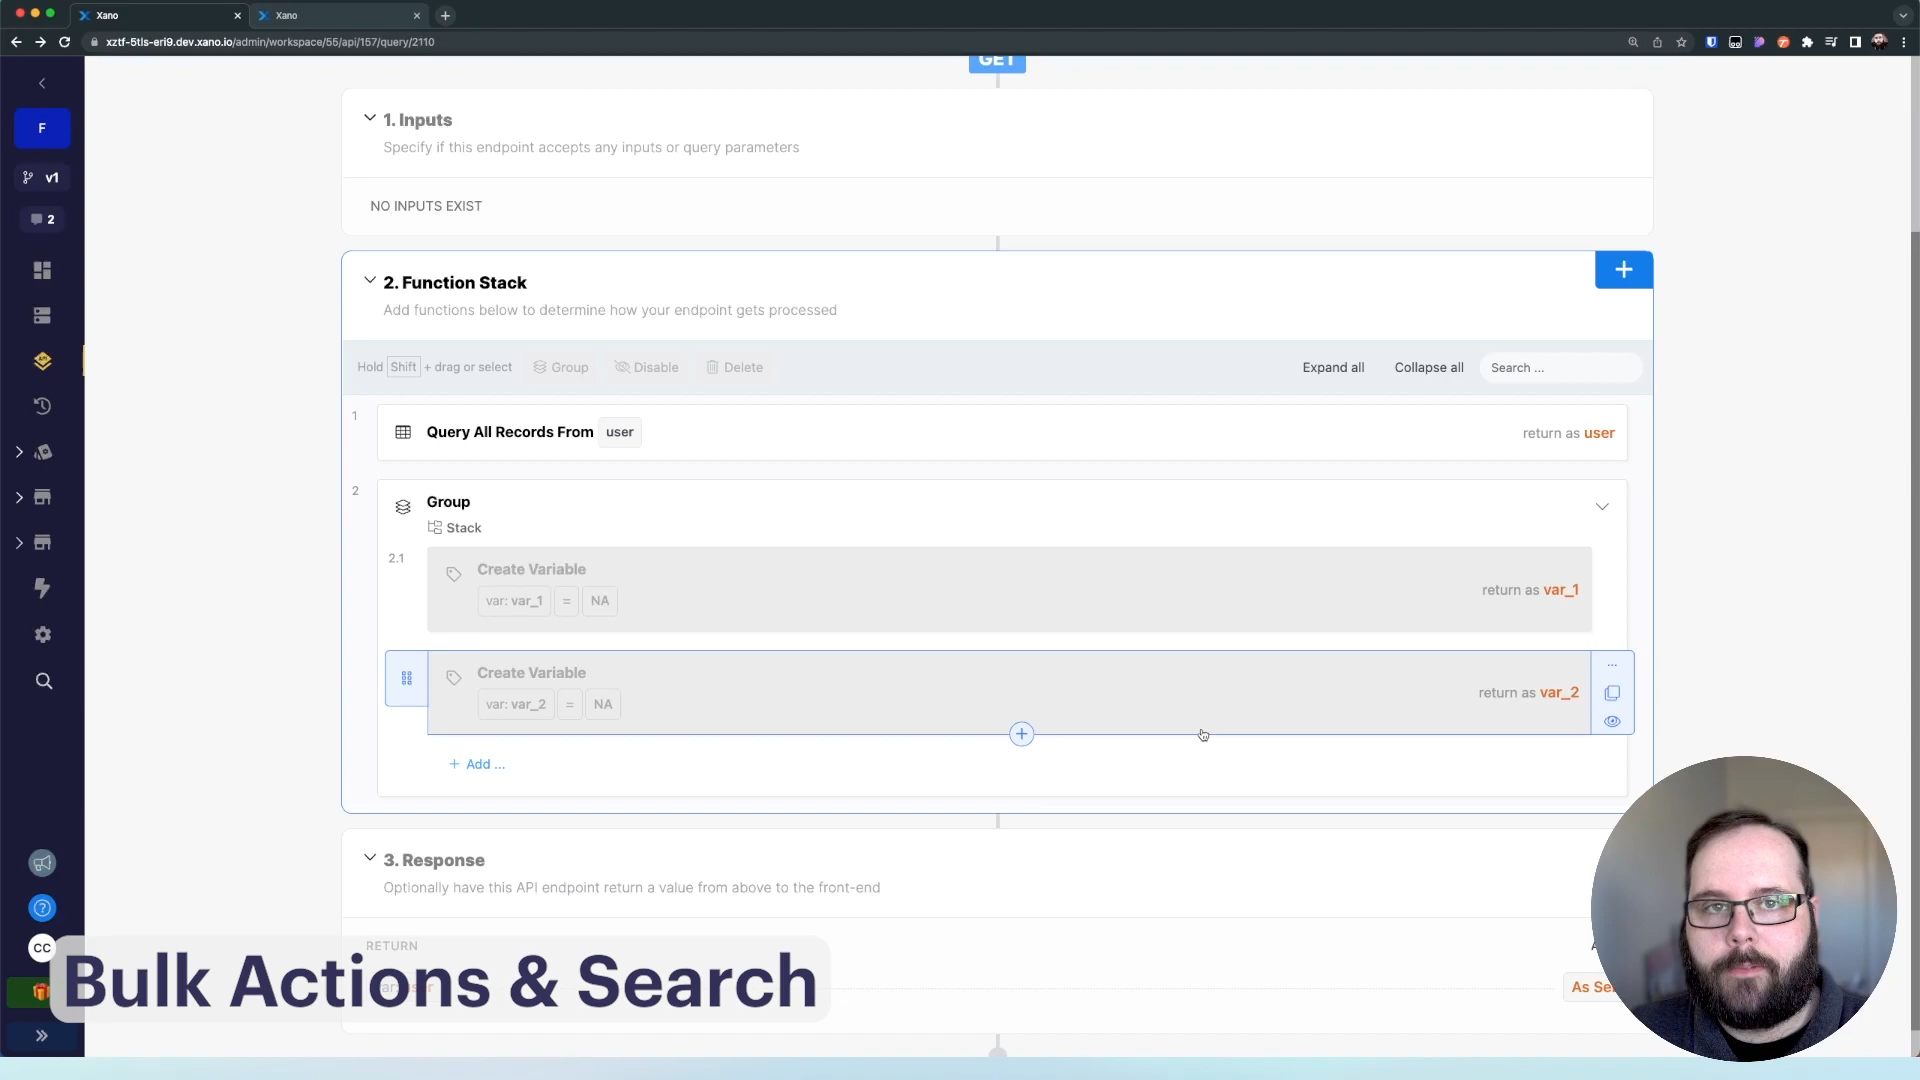 Xano
Xano
xztf-5tls-eri9.dev.xano.io/admin/workspace/55/api/157/query/2110
GET
F
v1
2
1. Inputs
Specify if this endpoint accepts any inputs or query parameters
NO INPUTS EXIST
2. Function Stack
Add functions below to determine how your endpoint gets processed
Hold Shift + drag or select Group Disable Delete Expand all Collapse all Search ...
1
Query All Records From user return as user
2
Group
Stack
2.1
Create Variable
var: var_1 = NA return as var_1
Create Variable
var: var_2 = NA return as var_2
+ Add ...
3. Response
Optionally have this API endpoint return a value from above to the front-end
CC
RETURN
Bulk Actions & Search